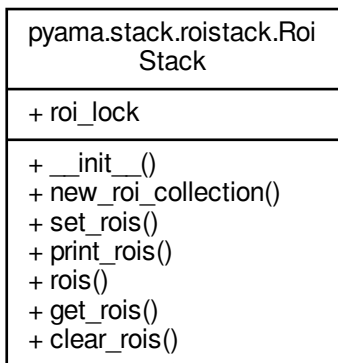 pyama.stack.roistack.Roi
Stack
+ roi_lock
+ __init__()
+ new_roi_collection()
+ set_rois()
+ print_rois()
+ rois()
+ get_rois()
+ clear_rois()